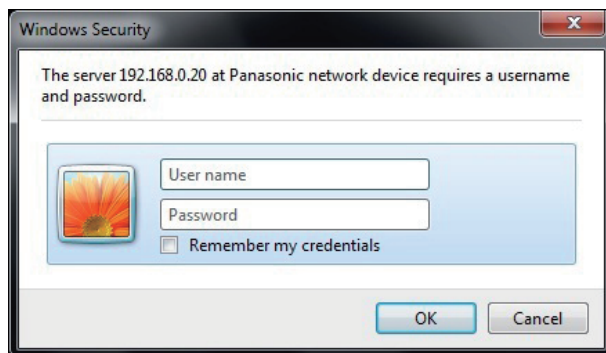 Windows Security
The server 192.168.0.20 at Panasonic network device requires a username
and password.
User name
Password
Remember my credentials
OK
Cancel